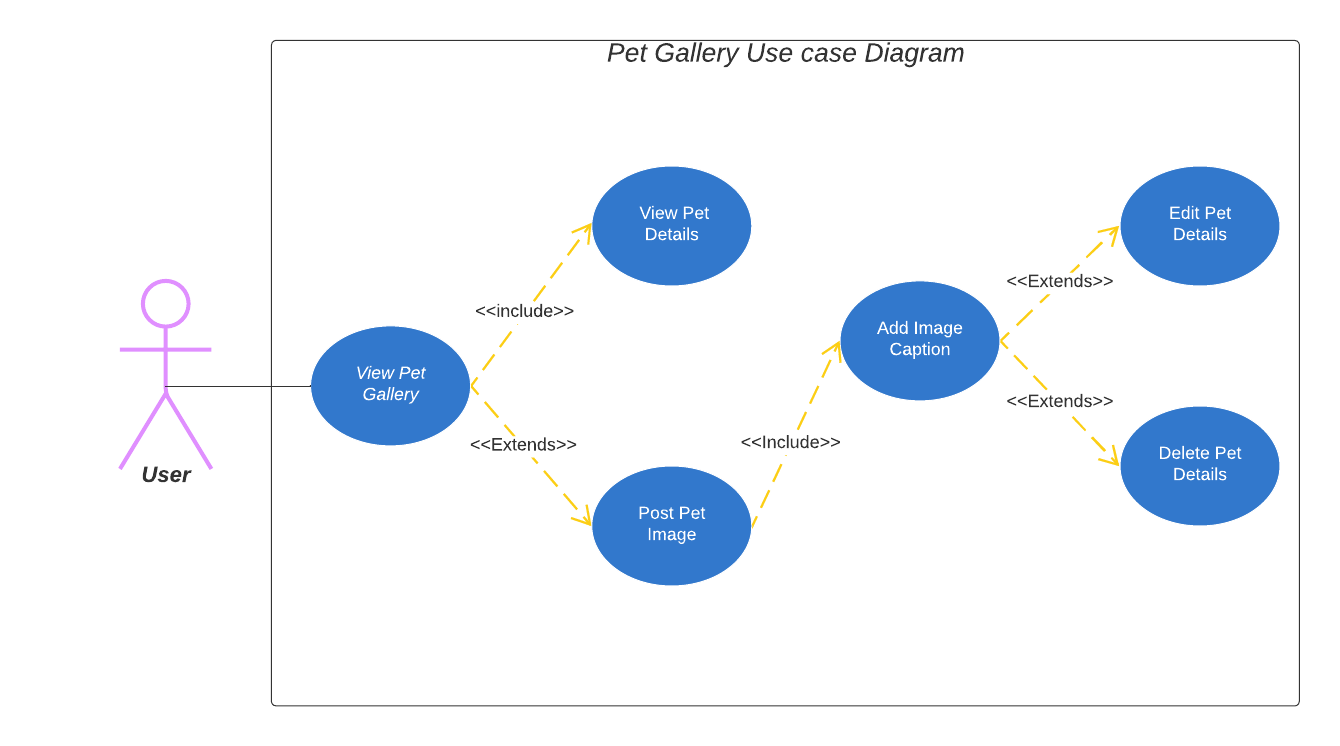 Pet Gallery Use case Diagram
View Pet
Details
Edit Pet
Details
<<Extends>>
<<include>>
Add Image
Caption
View Pet
Gallery
<<Extends>>
<<Extends>>
<<Include>>
Delete Pet
Details
User
Post Pet
Image